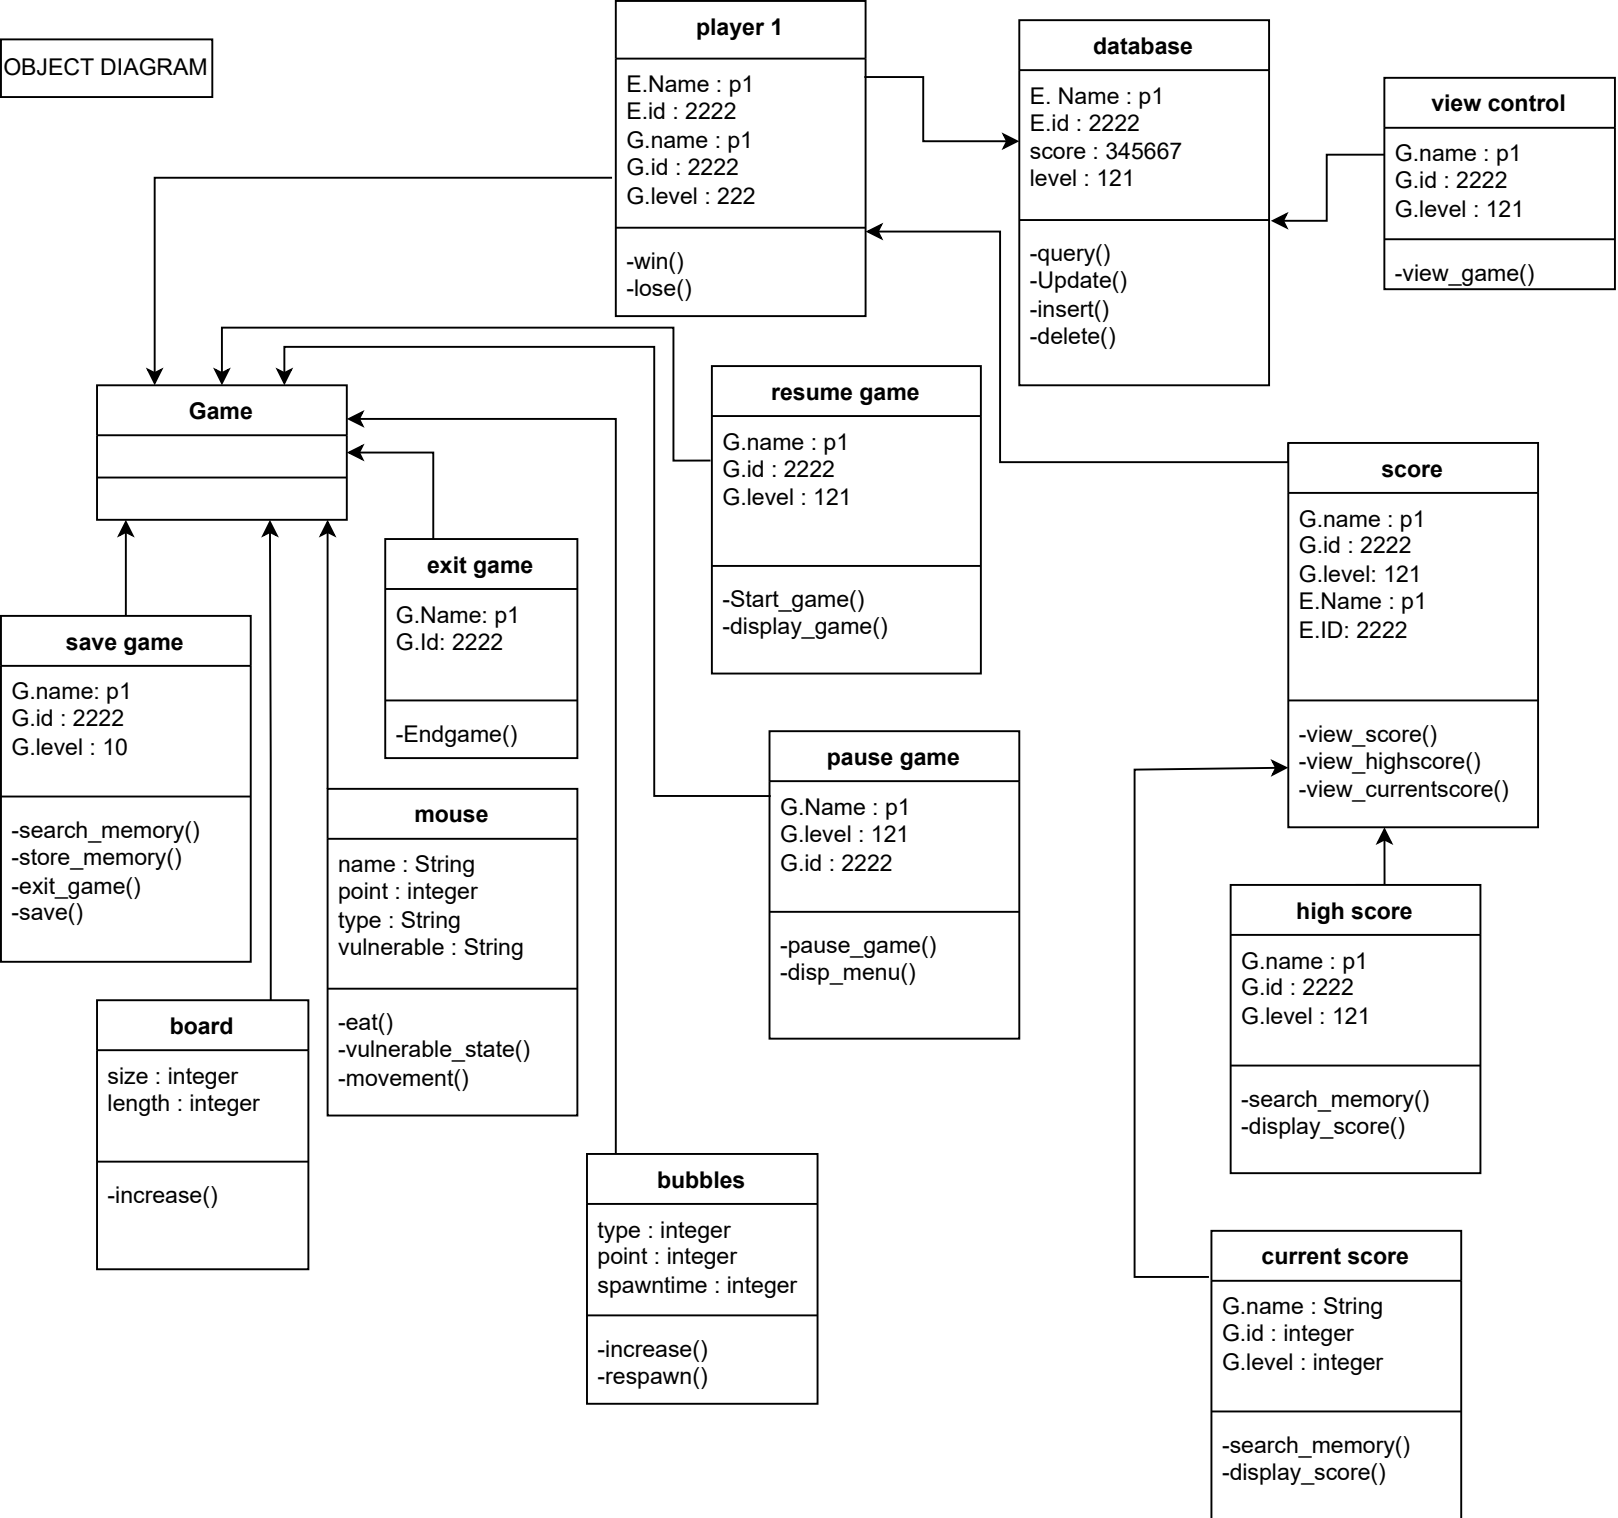 OBJECT DIAGRAM
player 1
E.Name : p1
E.id : 2222
G.name : p1
G.id : 2222
G.level : 222
-win()
-lose()
database
E. Name : p1
E.id : 2222
score : 345667
level : 121
-query()
-Update()
-insert()
-delete()
view control
G.name : p1
G.id : 2222
G.level : 121
-view_game()
Game
resume game
G.name : p1
G.id : 2222
G.level : 121
-Start_game()
-display_game()
score
G.name : p1
G.id : 2222
G.level: 121
E.Name : p1
E.ID: 2222
-view_score()
-view_highscore()
-view_currentscore()
exit game
G.Name: p1
G.Id: 2222
-Endgame()
save game
G.name: p1
G.id : 2222
G.level : 10
-search_memory()
-store_memory()
-exit_game()
-save()
pause game
G.Name : p1
G.level : 121
G.id : 2222
-pause_game()
-disp_menu()
mouse
name : String
point : integer
type : String
vulnerable : String
-eat()
-vulnerable_state()
-movement()
high score
G.name : p1
G.id : 2222
G.level : 121
-search_memory()
-display_score()
board
size : integer
length : integer
-increase()
bubbles
type : integer
point : integer
spawntime : integer
-increase()
-respawn()
current score
G.name : String
G.id : integer
G.level : integer
-search_memory()
-display_score()